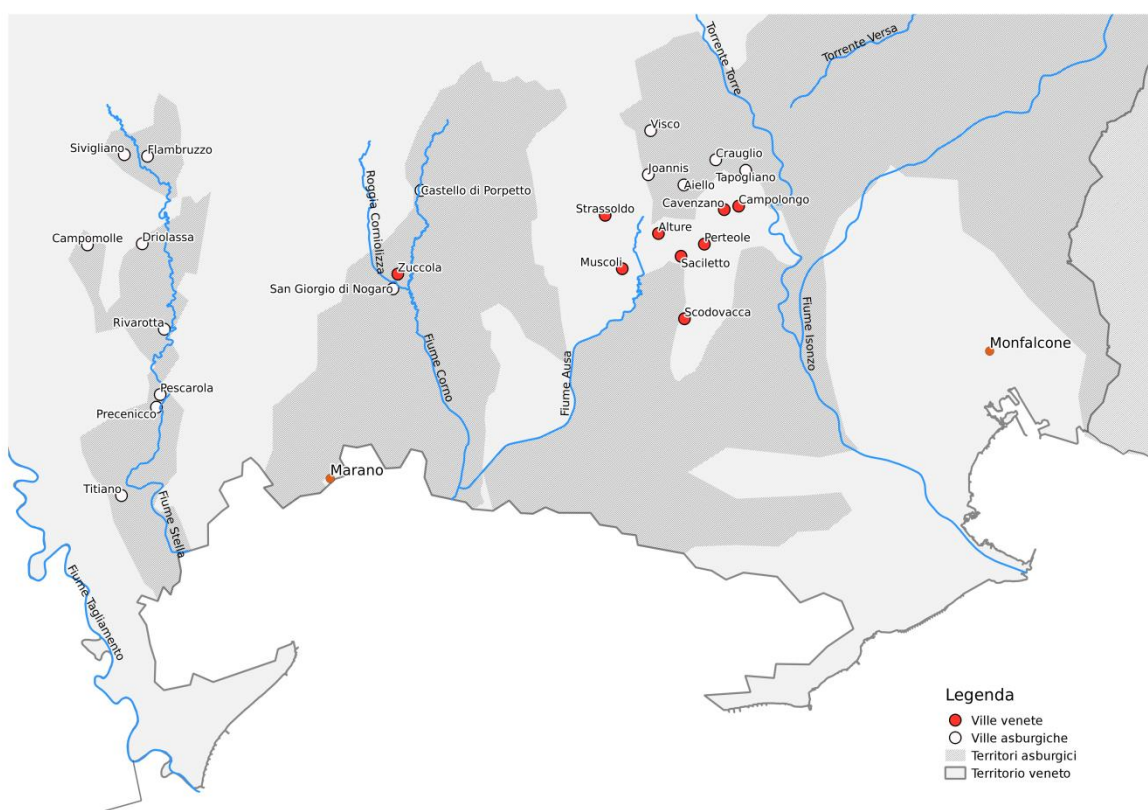 Torrente Torre
Torrente Versa
Visco
Sivigliano
Flambruzzo
Crauglio
Joannis
Tapogliano
Aiello
Castello di Porpetto
Roggia Corniolizza
Cavenzano
Campolongo
Strassoldo
Campomolle
Driolassa
Alture
Perteole
Muscoli
Saciletto
Zuccola
San Giorgio di Nogaro
Rivarotta
Scodovacca
Fiume Isonzo
Monfalcone
Fiume Corno
Fiume Ausa
Pescarola
Precenicco
Marano
Titiano
Fiume Stella
Fiume Tagliamento
Legenda
Ville venete
Ville asburgiche
Territori asburgici
Territorio veneto